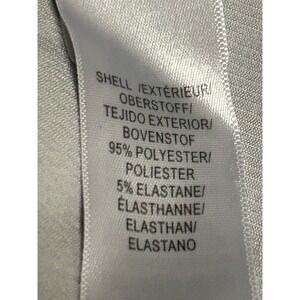 SHELL /EXTÉRIEUR/
OBERSTOFF/
TEJIDO EXTERIOR/
BOVENSTOF
95% POLYESTER/
POLIESTER
5% ELASTANE/
ÉLASTHANNE/
ELASTHAN/
ELASTANO